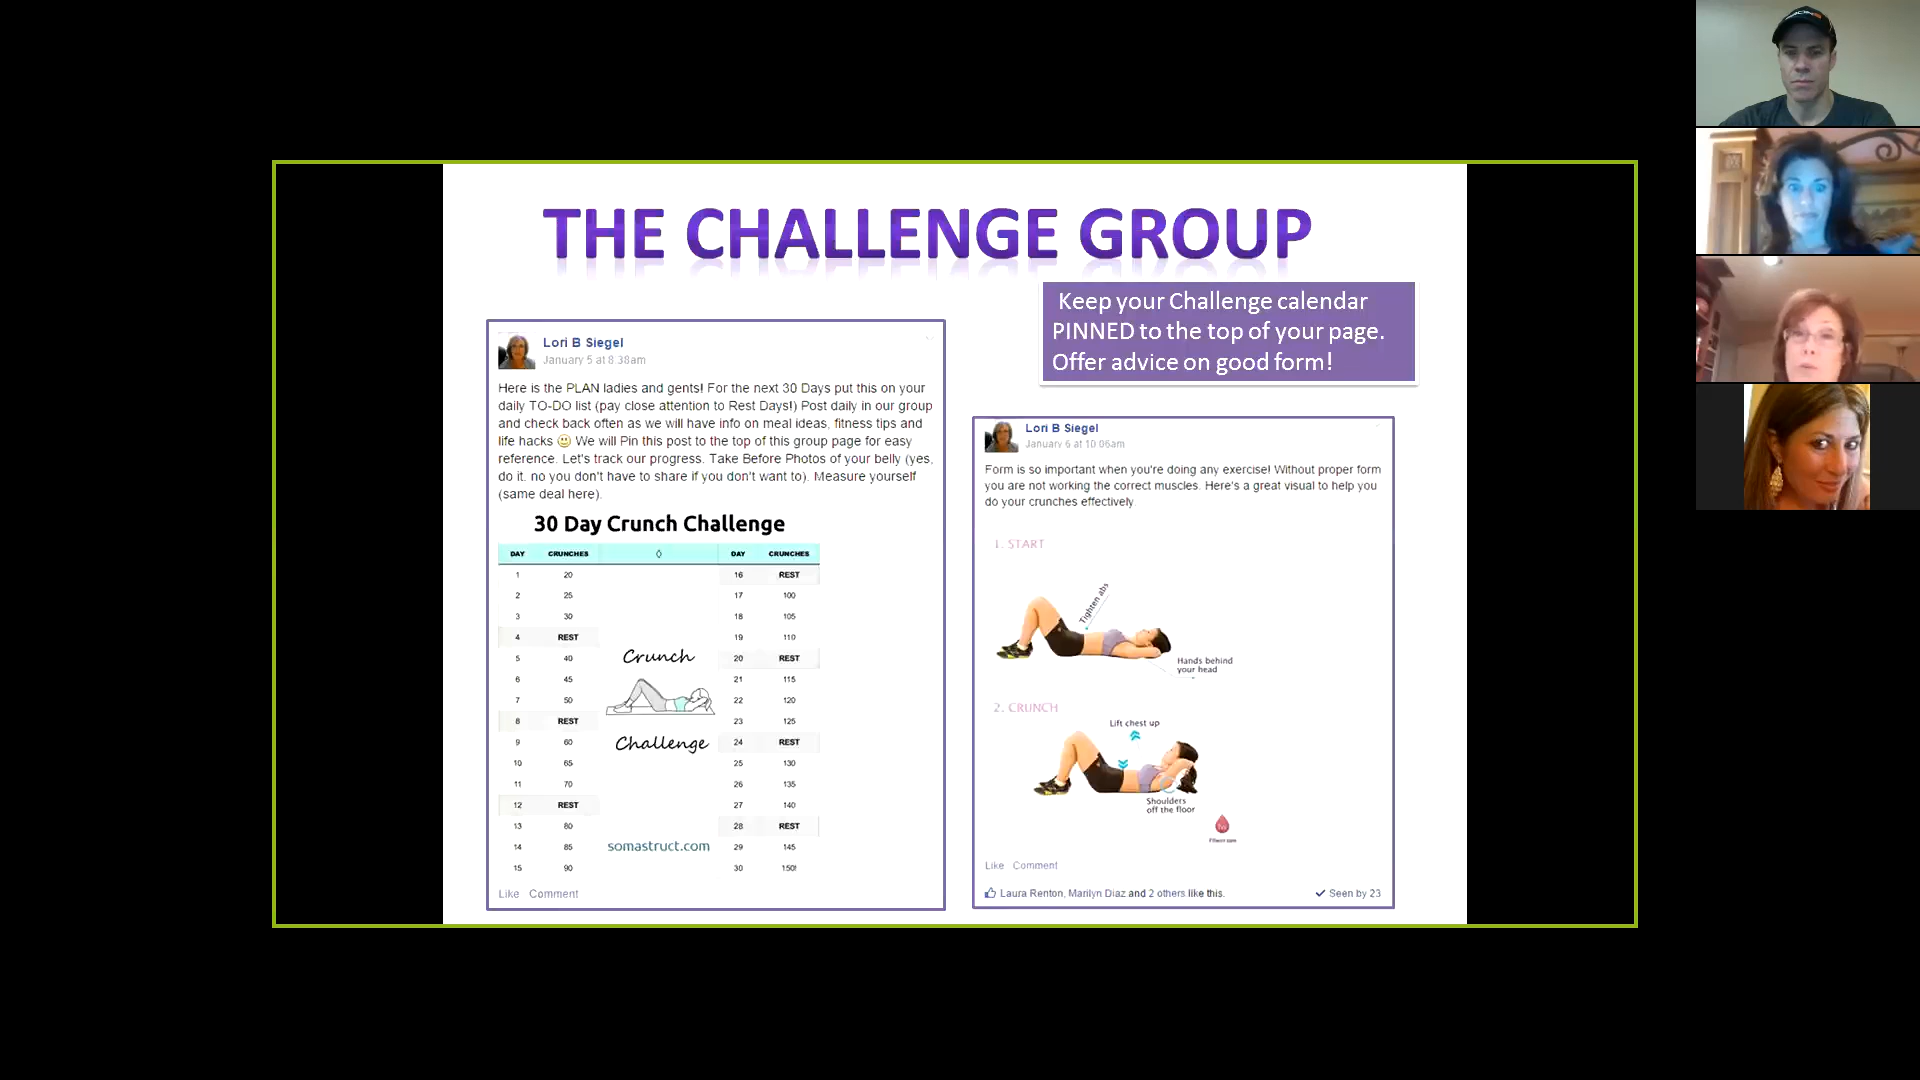 THE CHALLENGE GROUP
Keep your Challenge calendar
PINNED to the top of your page.
Offer advice on good form!
Lori B Siegel
January 5 at 8:38am
Here is the PLAN ladies and gents! For the next 30 Days put this on your
daily TO-DO list (pay close attention to Rest Days!) Post daily in our group
and check back often as we will have info on meal ideas, fitness tips and
life hacks 🙂 We will Pin this post to the top of this group page for easy
reference. Let's track our progress. Take Before Photos of your belly (yes,
do it. no you don't have to share if you don't want to). Measure yourself
(same deal here).
30 Day Crunch Challenge
DAY CRUNCHES DAY CRUNCHES
1 20 16 REST
2 25 17 100
3 30 18 105
4 REST 19 110
5 40 20 REST
6 45 21 115
7 50 22 120
8 REST 23 125
9 60 24 REST
10 65 25 130
11 70 26 135
12 REST 27 140
13 80 28 REST
14 85 29 145
15 90 30 150!
Crunch
Challenge
somastruct.com
Like Comment
Lori B Siegel
January 6 at 10:06am
Form is so important when you're doing any exercise! Without proper form
you are not working the correct muscles. Here's a great visual to help you
do your crunches effectively.
1. START
Tighten abs
Hands behind
your head
2. CRUNCH
Lift chest up
Shoulders
off the floor
Like Comment
Laura Renton, Marilyn Diaz and 2 others like this.
Seen by 23